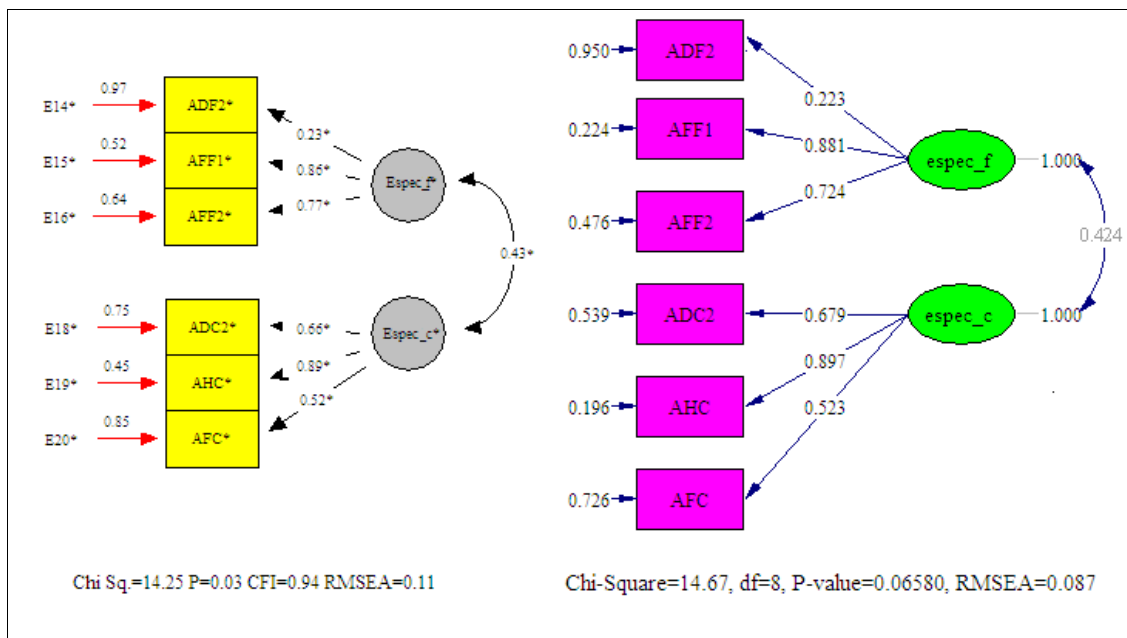 0.97
E14*
ADF2*
0.23*
0.52
E15*
AFF1*
0.86*
Espec_f*
0.64
E16*
AFF2*
0.77*
0.43*
0.75
E18*
ADC2*
0.66*
Espec_c*
0.45
E19*
AHC*
0.89*
0.85
E20*
AFC*
0.52*
Chi Sq.=14.25 P=0.03 CFI=0.94 RMSEA=0.11
0.950
ADF2
0.223
0.224
AFF1
0.881
espec_f
1.000
0.476
AFF2
0.724
0.424
0.539
ADC2
0.679
espec_c
1.000
0.196
AHC
0.897
0.726
AFC
0.523
Chi-Square=14.67, df=8, P-value=0.06580, RMSEA=0.087